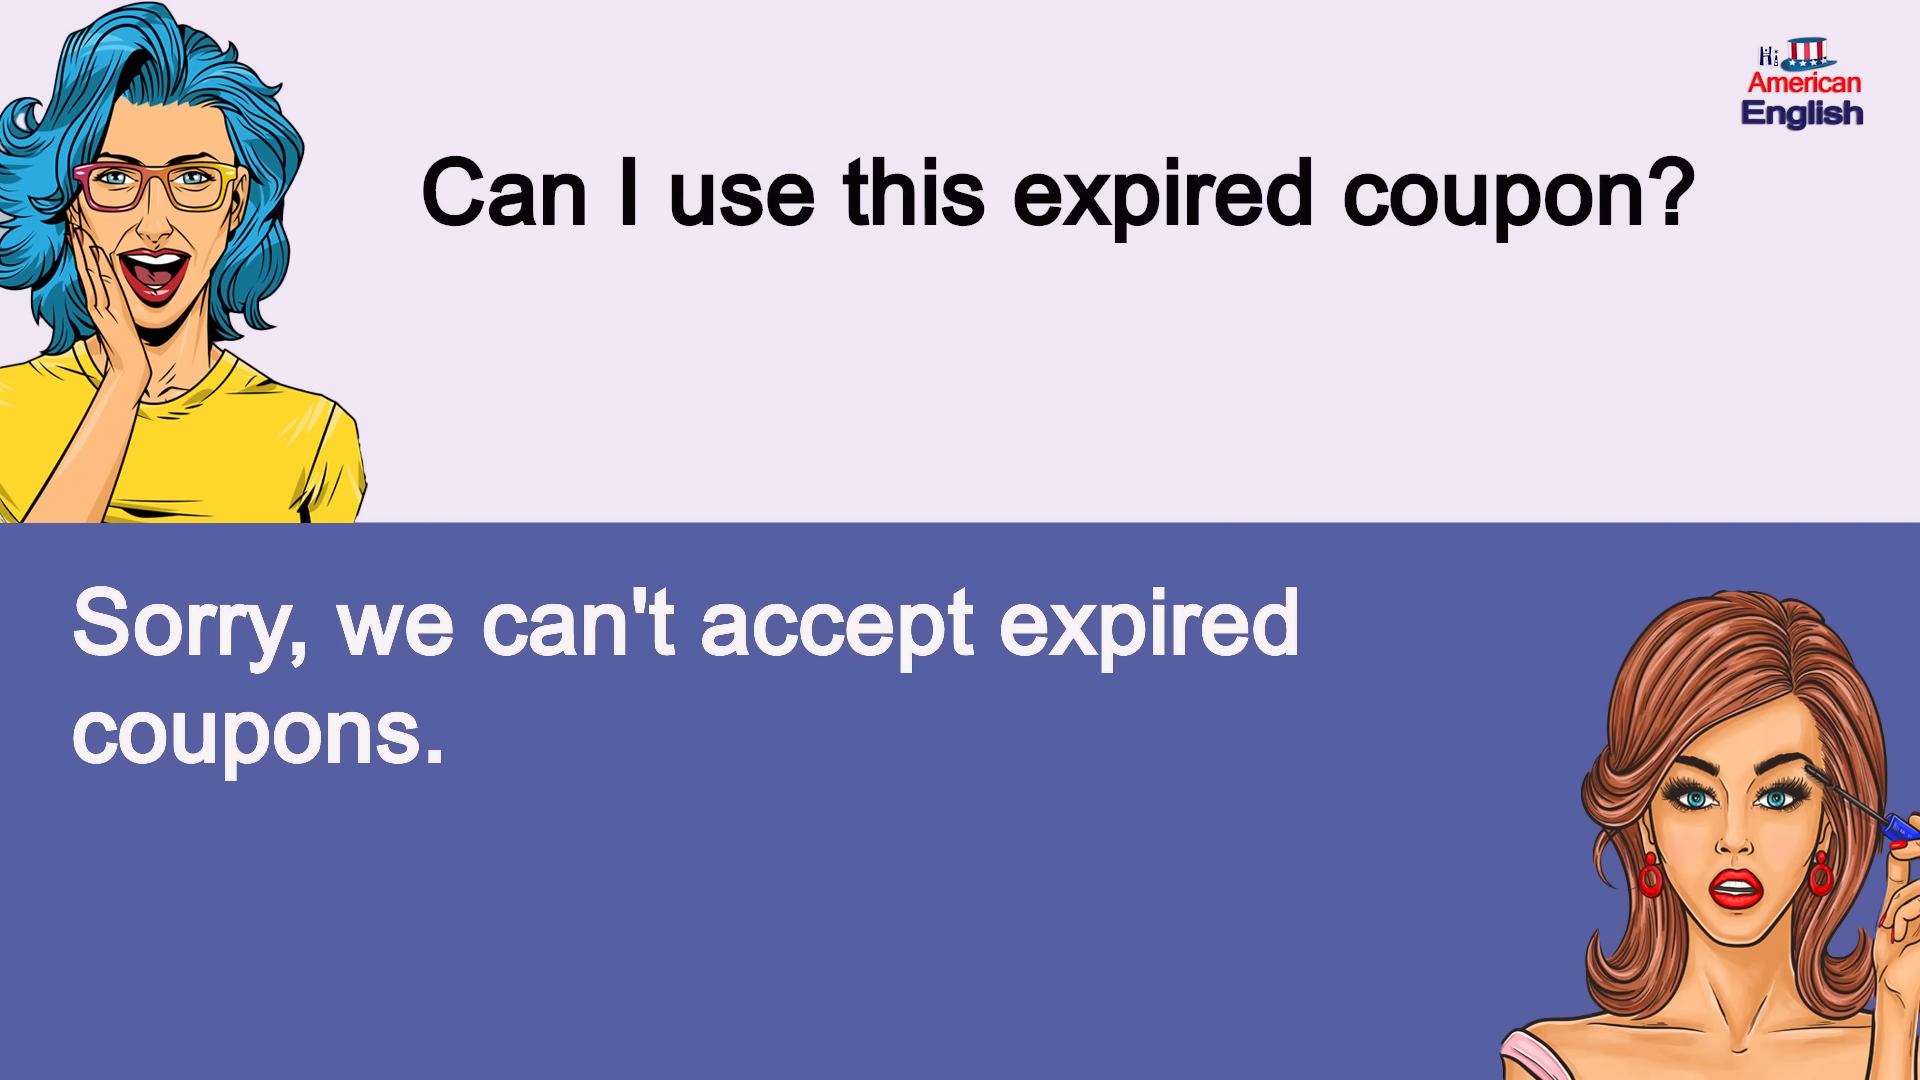 Hi
American
English
Can I use this expired coupon?
Sorry, we can't accept expired
coupons.